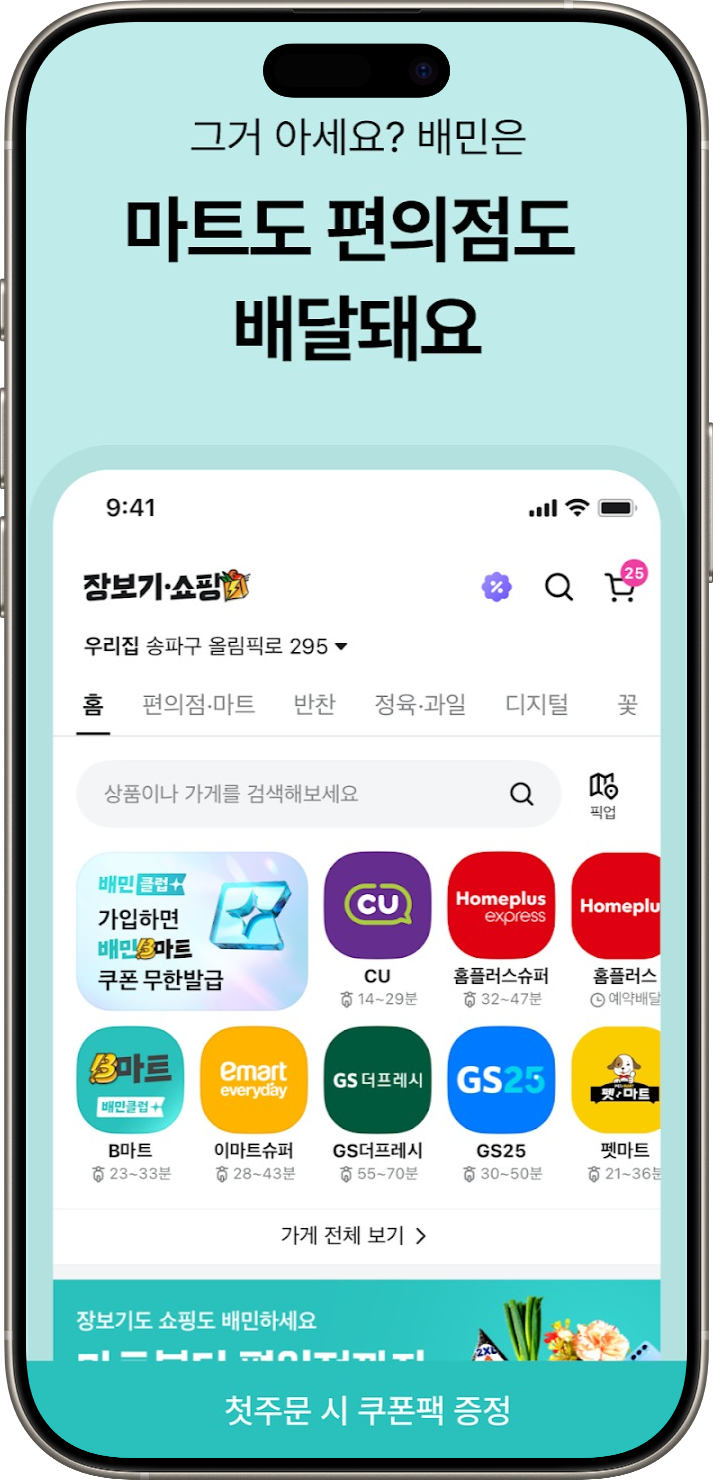 그거 아세요? 배민은
마트도 편의점도
배달돼요
9:41
장보기·쇼핑
25
우리집 송파구 올림픽로 295
홈 편의점·마트 반찬 정육·과일 디지털 꽃
상품이나 가게를 검색해보세요
픽업
배민클럽
가입하면
배민B마트
쿠폰 무한발급
CU
Homeplus
express
Homeplu
CU
홈플러스슈퍼
홈플러스
14~29분
32~47분
예약배달
B마트
배민클럽
emart
everyday
GS더프레시
GS25
펫마트
B마트
이마트슈퍼
GS더프레시
GS25
펫마트
23~33분
28~43분
55~70분
30~50분
21~36분
가게 전체 보기 >
장보기도 쇼핑도 배민하세요
2XL
첫주문 시 쿠폰팩 증정